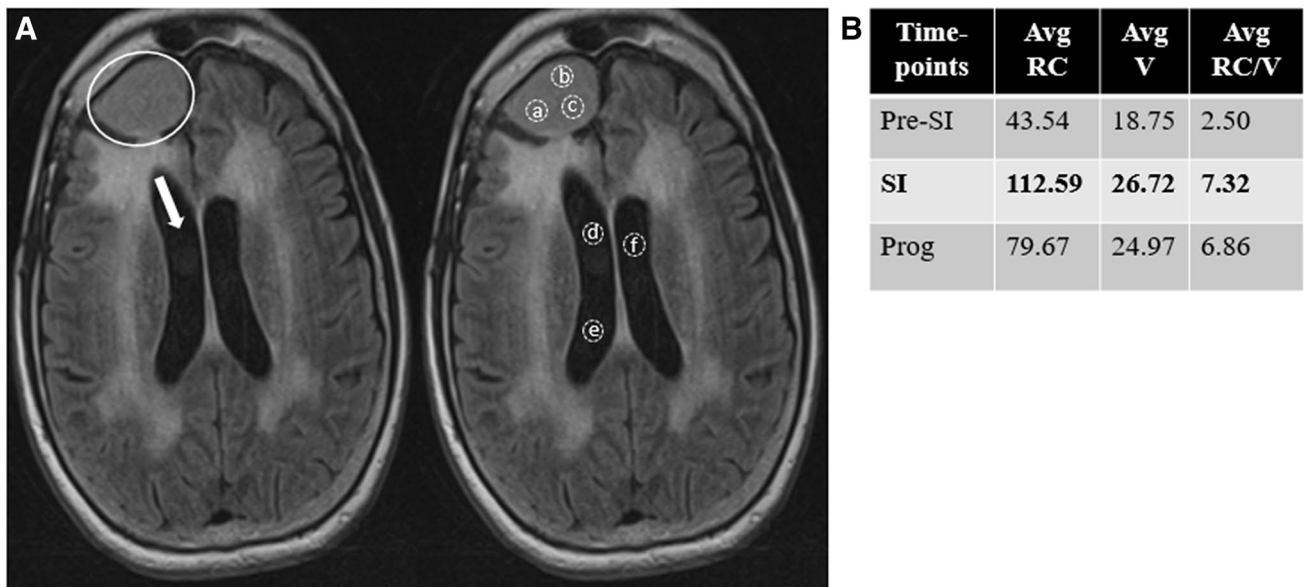 A
b
a
c
d
f
e
B
Time-points Avg RC Avg V Avg RC/V
Pre-SI 43.54 18.75 2.50
SI 112.59 26.72 7.32
Prog 79.67 24.97 6.86